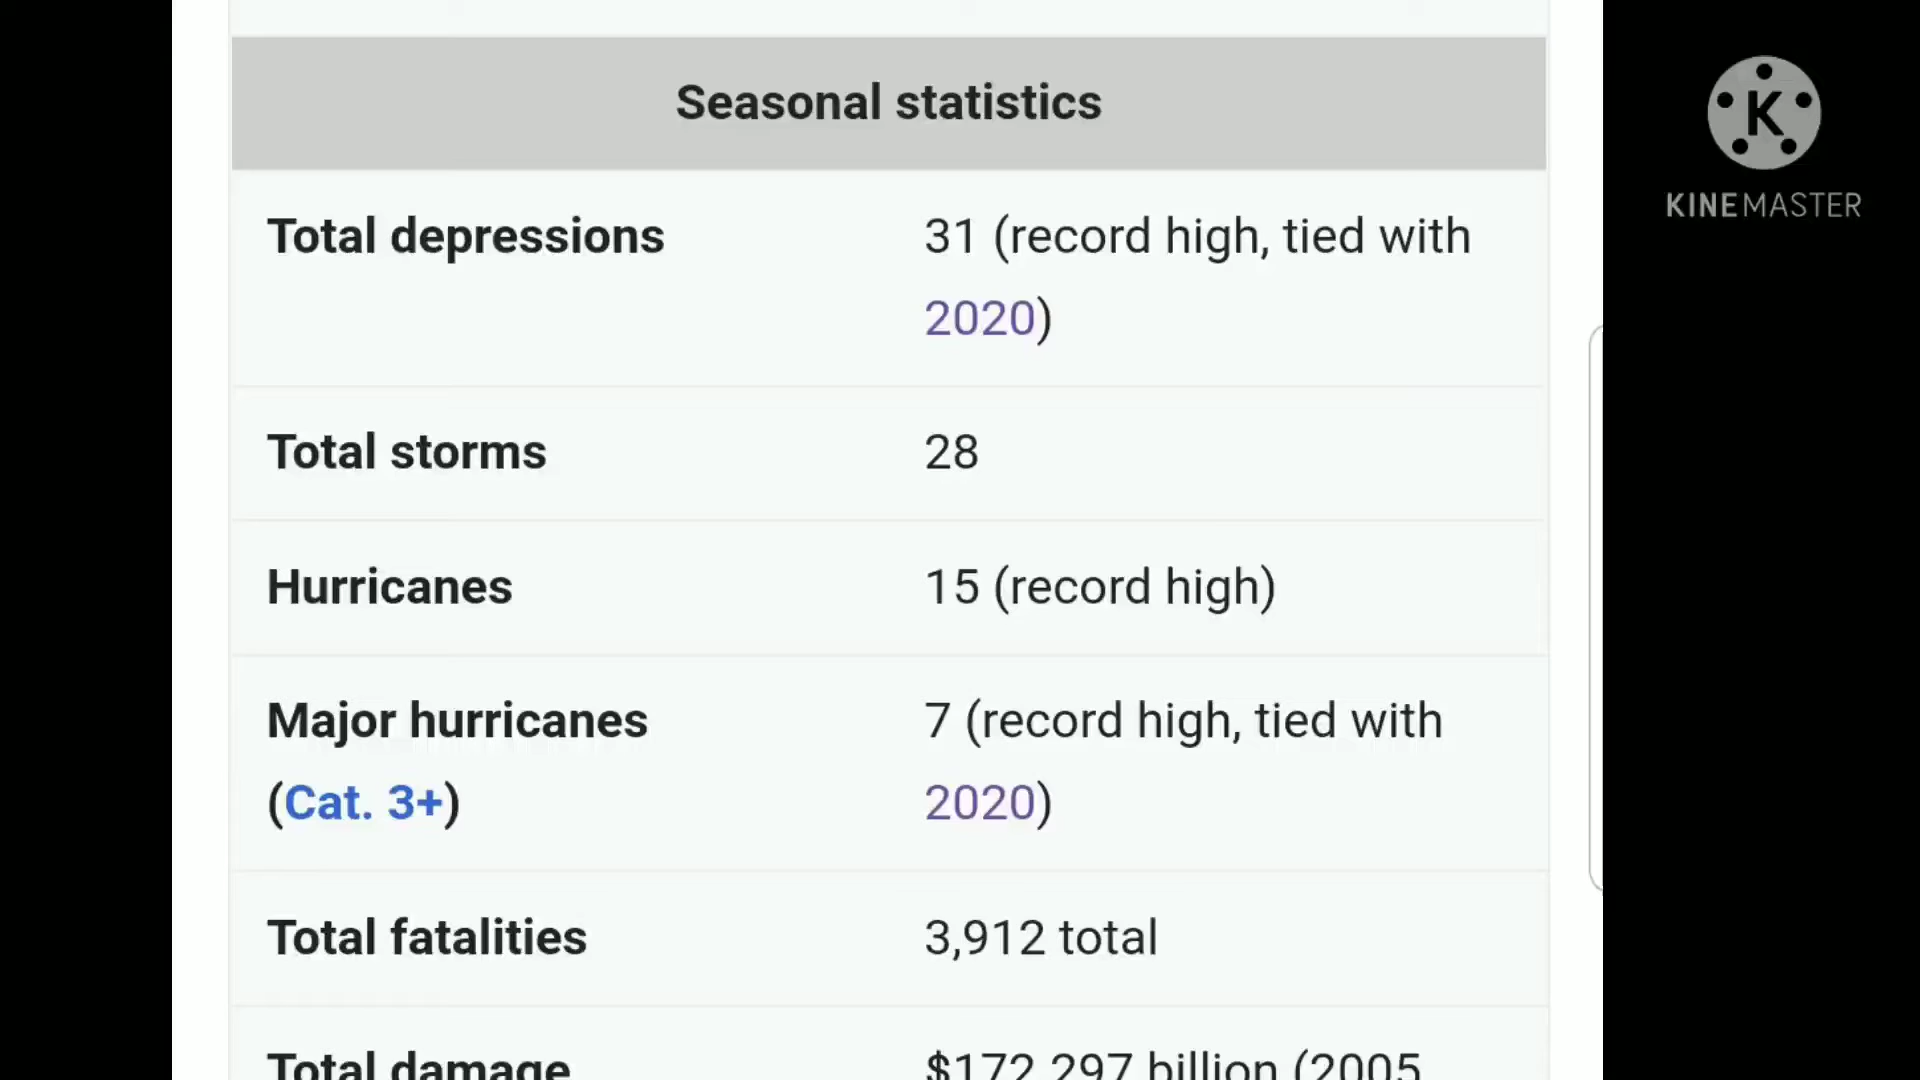 Seasonal statistics
KINEMASTER
Total depressions 31 (record high, tied with
2020)
Total storms 28
Hurricanes 15 (record high)
Major hurricanes 7 (record high, tied with
(Cat. 3+) 2020)
Total fatalities 3,912 total
Total damage $172.297 billion (2005